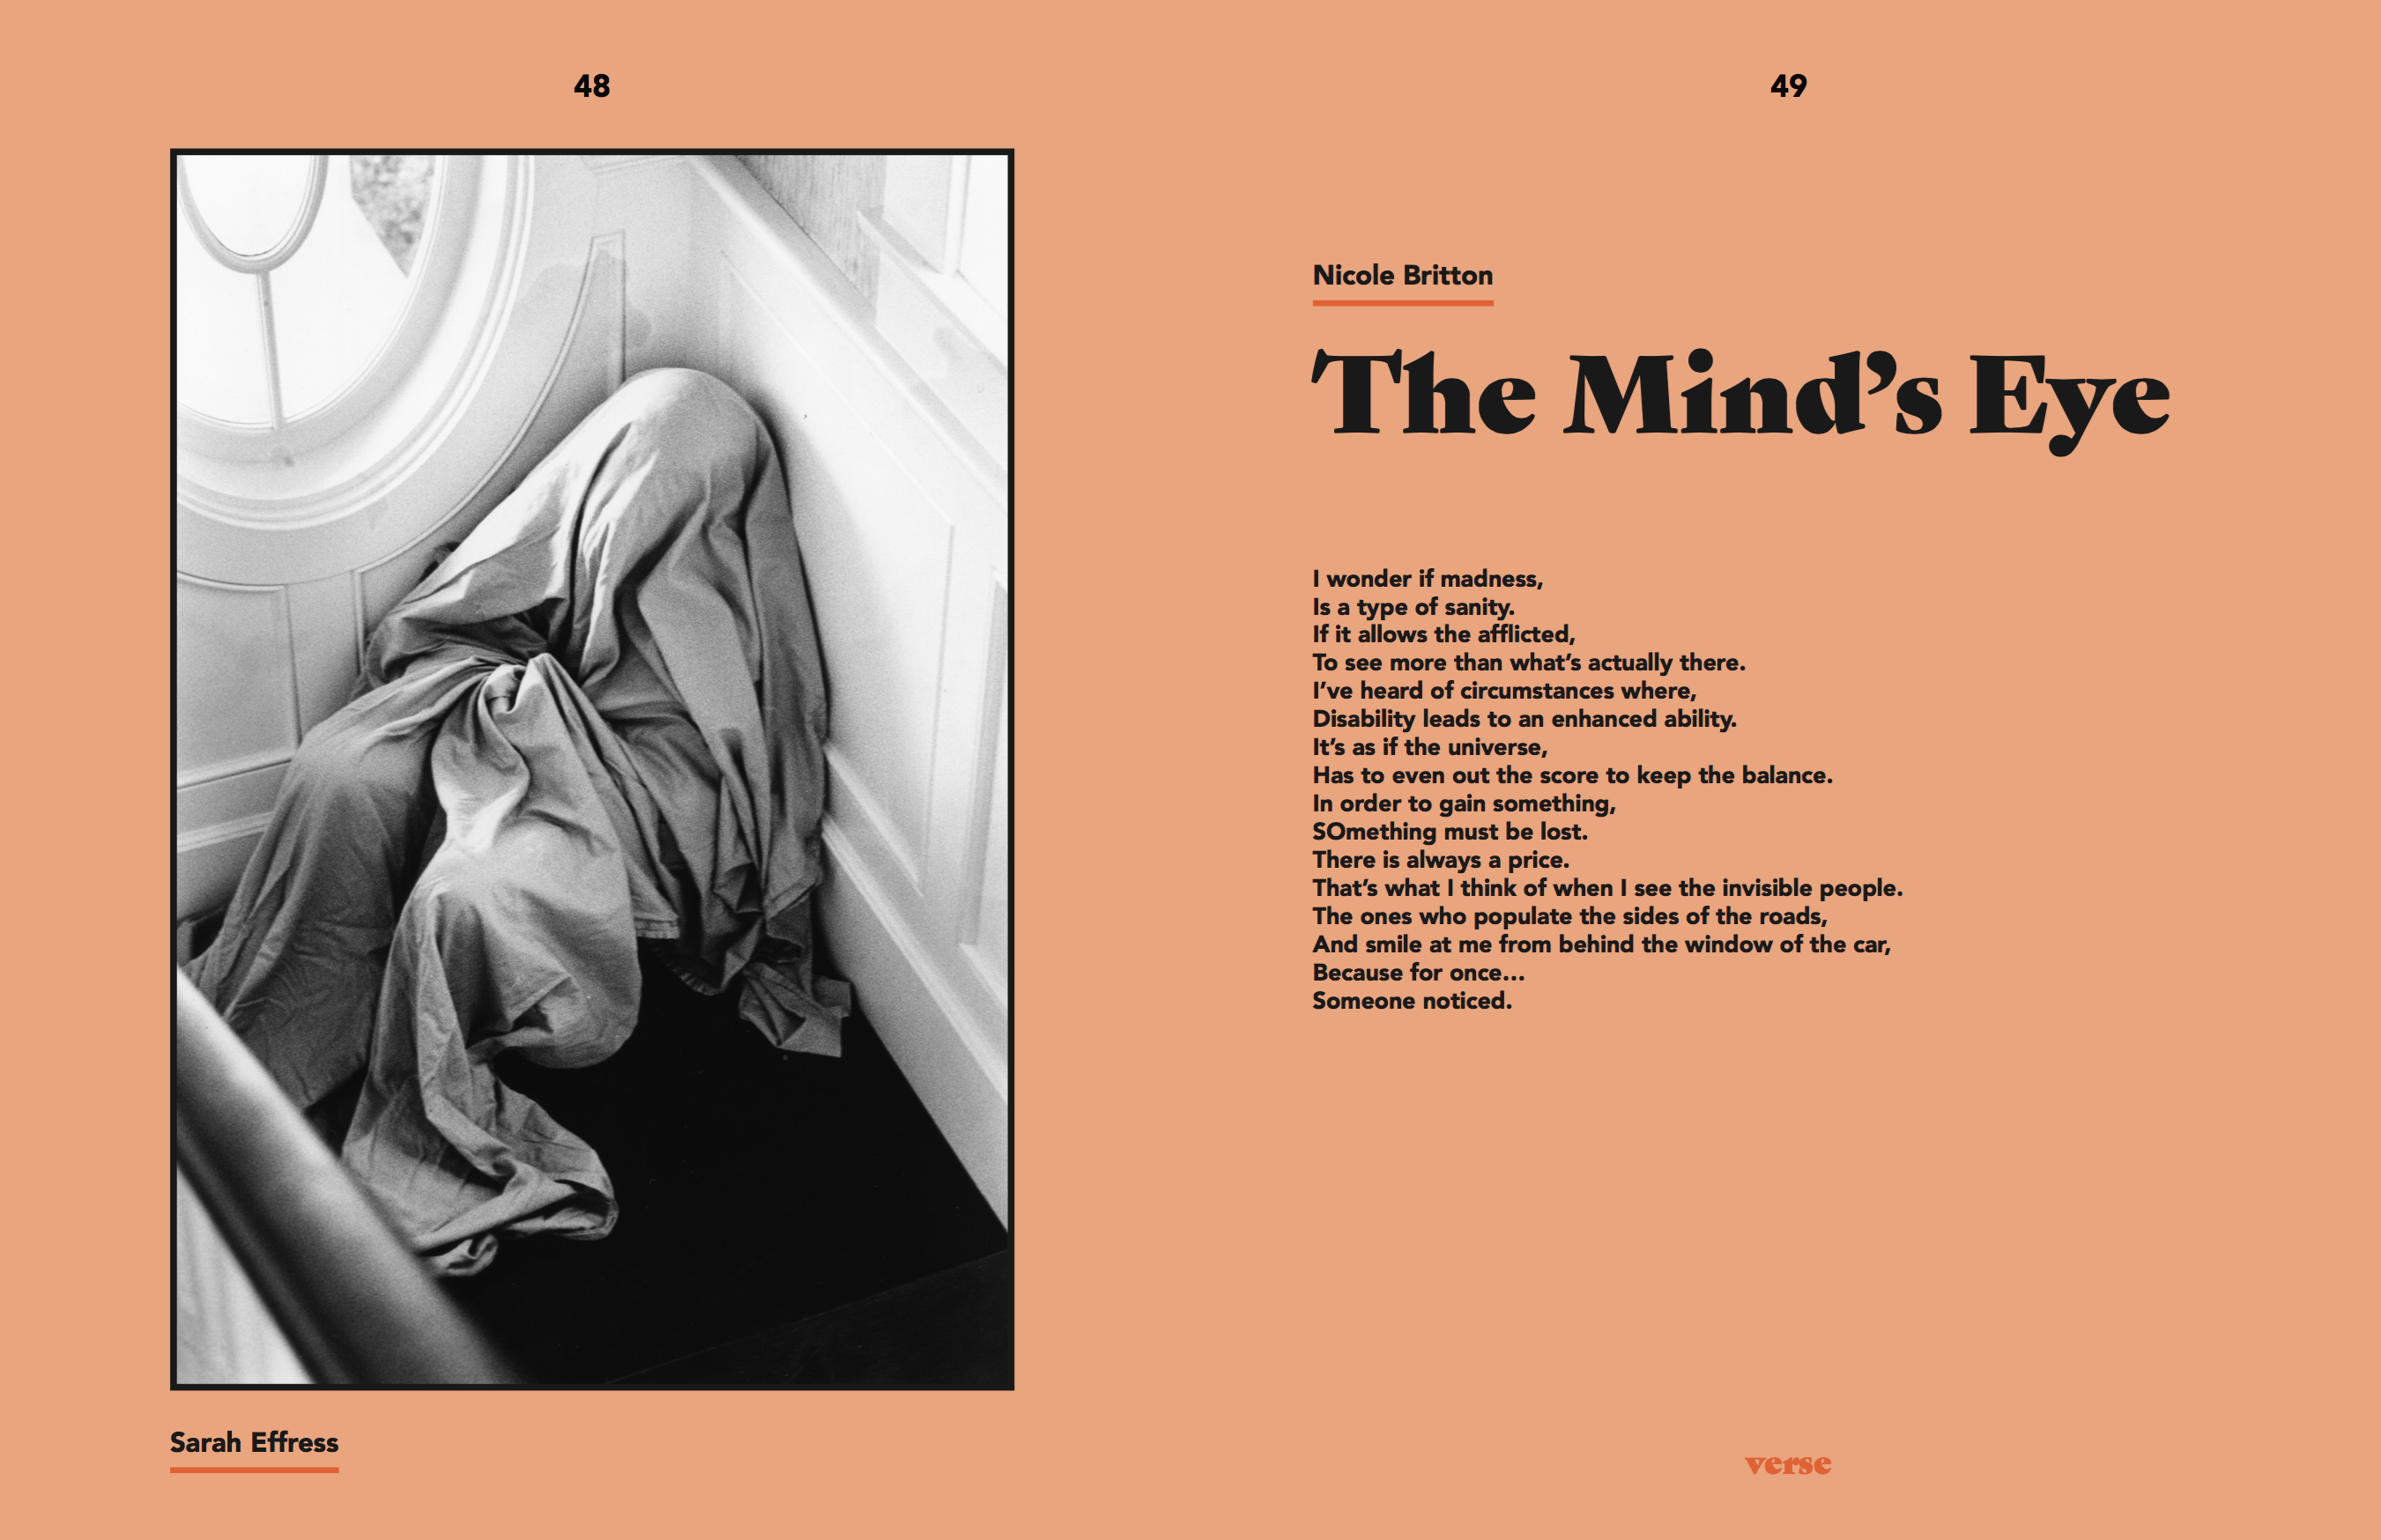 48
Sarah Effress
49
Nicole Britton
The Mind’s Eye
I wonder if madness,
Is a type of sanity.
If it allows the afflicted,
To see more than what’s actually there.
I’ve heard of circumstances where,
Disability leads to an enhanced ability.
It’s as if the universe,
Has to even out the score to keep the balance.
In order to gain something,
SOmething must be lost.
There is always a price.
That’s what I think of when I see the invisible people.
The ones who populate the sides of the roads,
And smile at me from behind the window of the car,
Because for once…
Someone noticed.
verse